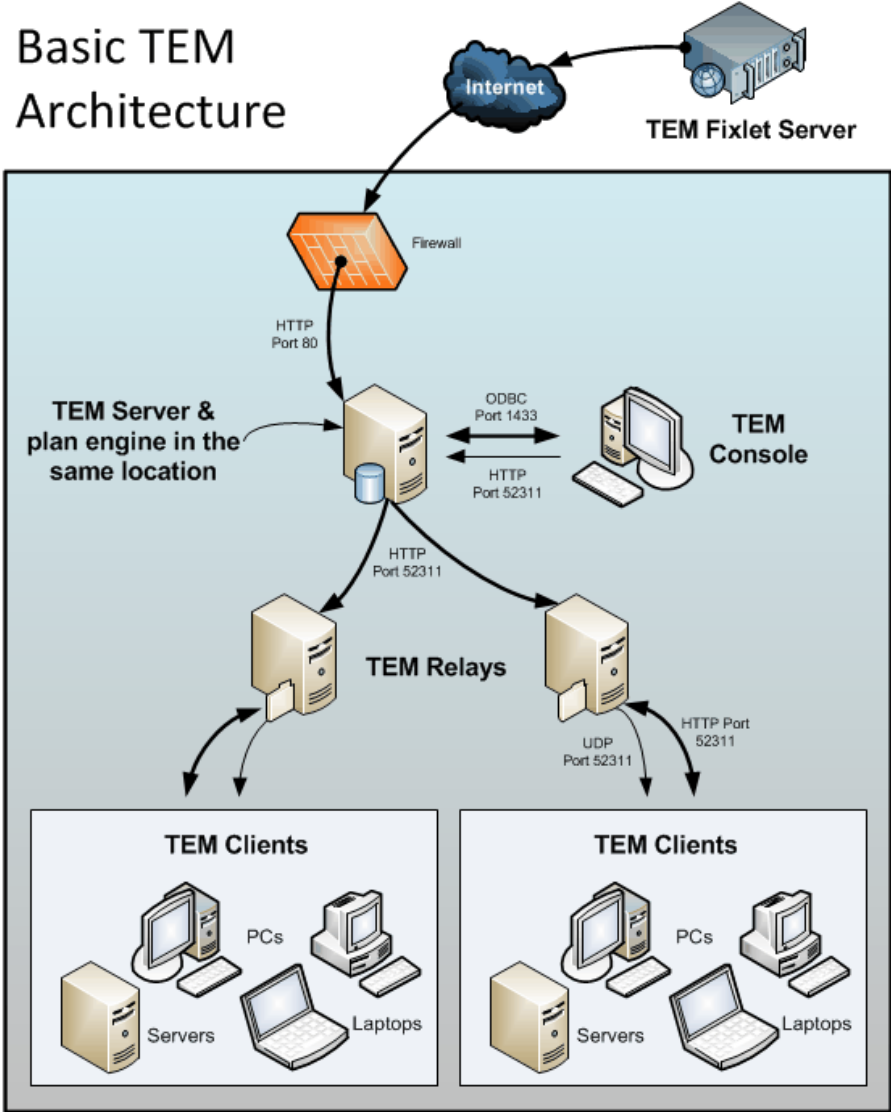 Basic TEM
Architecture
Internet
TEM Fixlet Server
Firewall
HTTP
Port 80
TEM Server &
plan engine in the
same location
ODBC
Port 1433
HTTP
Port 52311
TEM
Console
HTTP
Port 52311
TEM Relays
UDP
Port 52311
HTTP Port
52311
TEM Clients
PCs
Servers
Laptops
TEM Clients
PCs
Servers
Laptops